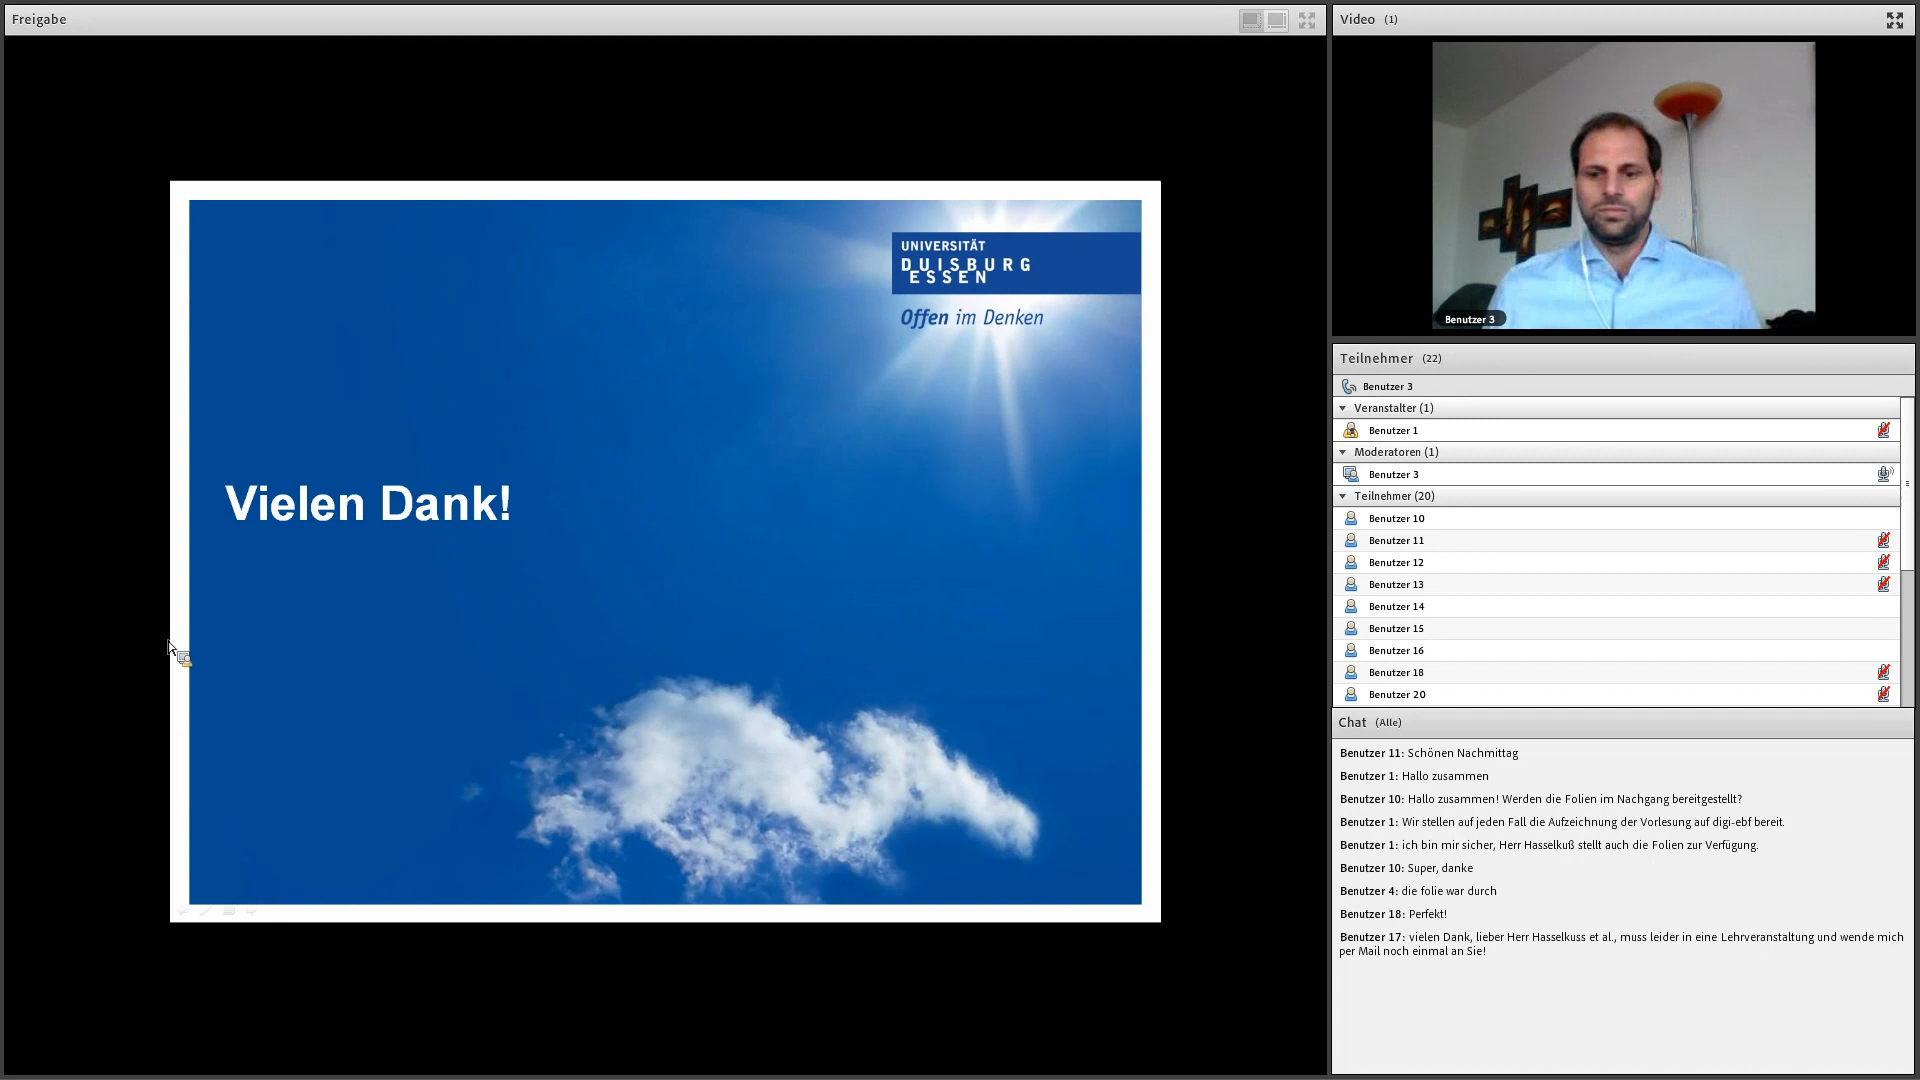 Freigabe
UNIVERSITÄT
DUISBURG
ESSEN
Offen im Denken
Vielen Dank!
Video (1)
Benutzer 3
Teilnehmer (22)
Benutzer 3
Veranstalter (1)
Benutzer 1
Moderatoren (1)
Benutzer 3
Teilnehmer (20)
Benutzer 10
Benutzer 11
Benutzer 12
Benutzer 13
Benutzer 14
Benutzer 15
Benutzer 16
Benutzer 18
Benutzer 20
Chat (Alle)
Benutzer 11: Schönen Nachmittag
Benutzer 1: Hallo zusammen
Benutzer 10: Hallo zusammen! Werden die Folien im Nachgang bereitgestellt?
Benutzer 1: Wir stellen auf jeden Fall die Aufzeichnung der Vorlesung auf digi-ebf bereit.
Benutzer 1: ich bin mir sicher, Herr Hasselkuß stellt auch die Folien zur Verfügung.
Benutzer 10: Super, danke
Benutzer 4: die folie war durch
Benutzer 18: Perfekt!
Benutzer 17: vielen Dank, lieber Herr Hasselkuss et al., muss leider in eine Lehrveranstaltung und wende mich
per Mail noch einmal an Sie!